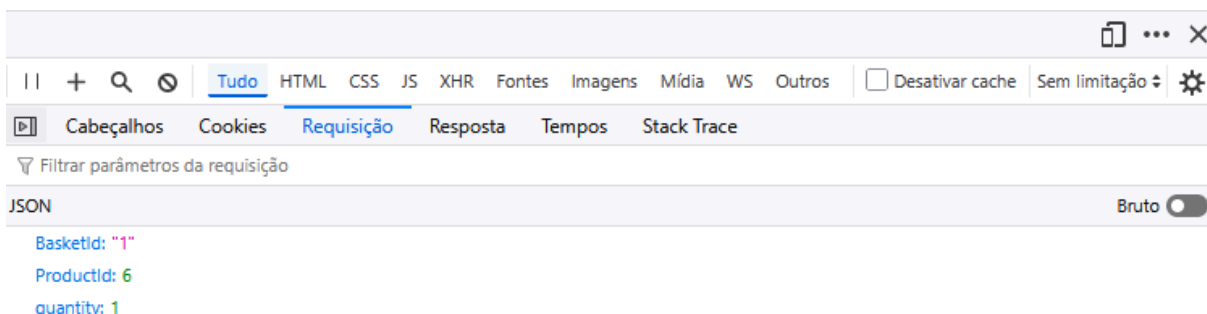 Tudo HTML CSS JS XHR Fontes Imagens Mídia WS Outros Desativar cache Sem limitação
Cabeçalhos Cookies Requisição Resposta Tempos Stack Trace
Filtrar parâmetros da requisição
JSON Bruto
BasketId: "1"
ProductId: 6
quantity: 1